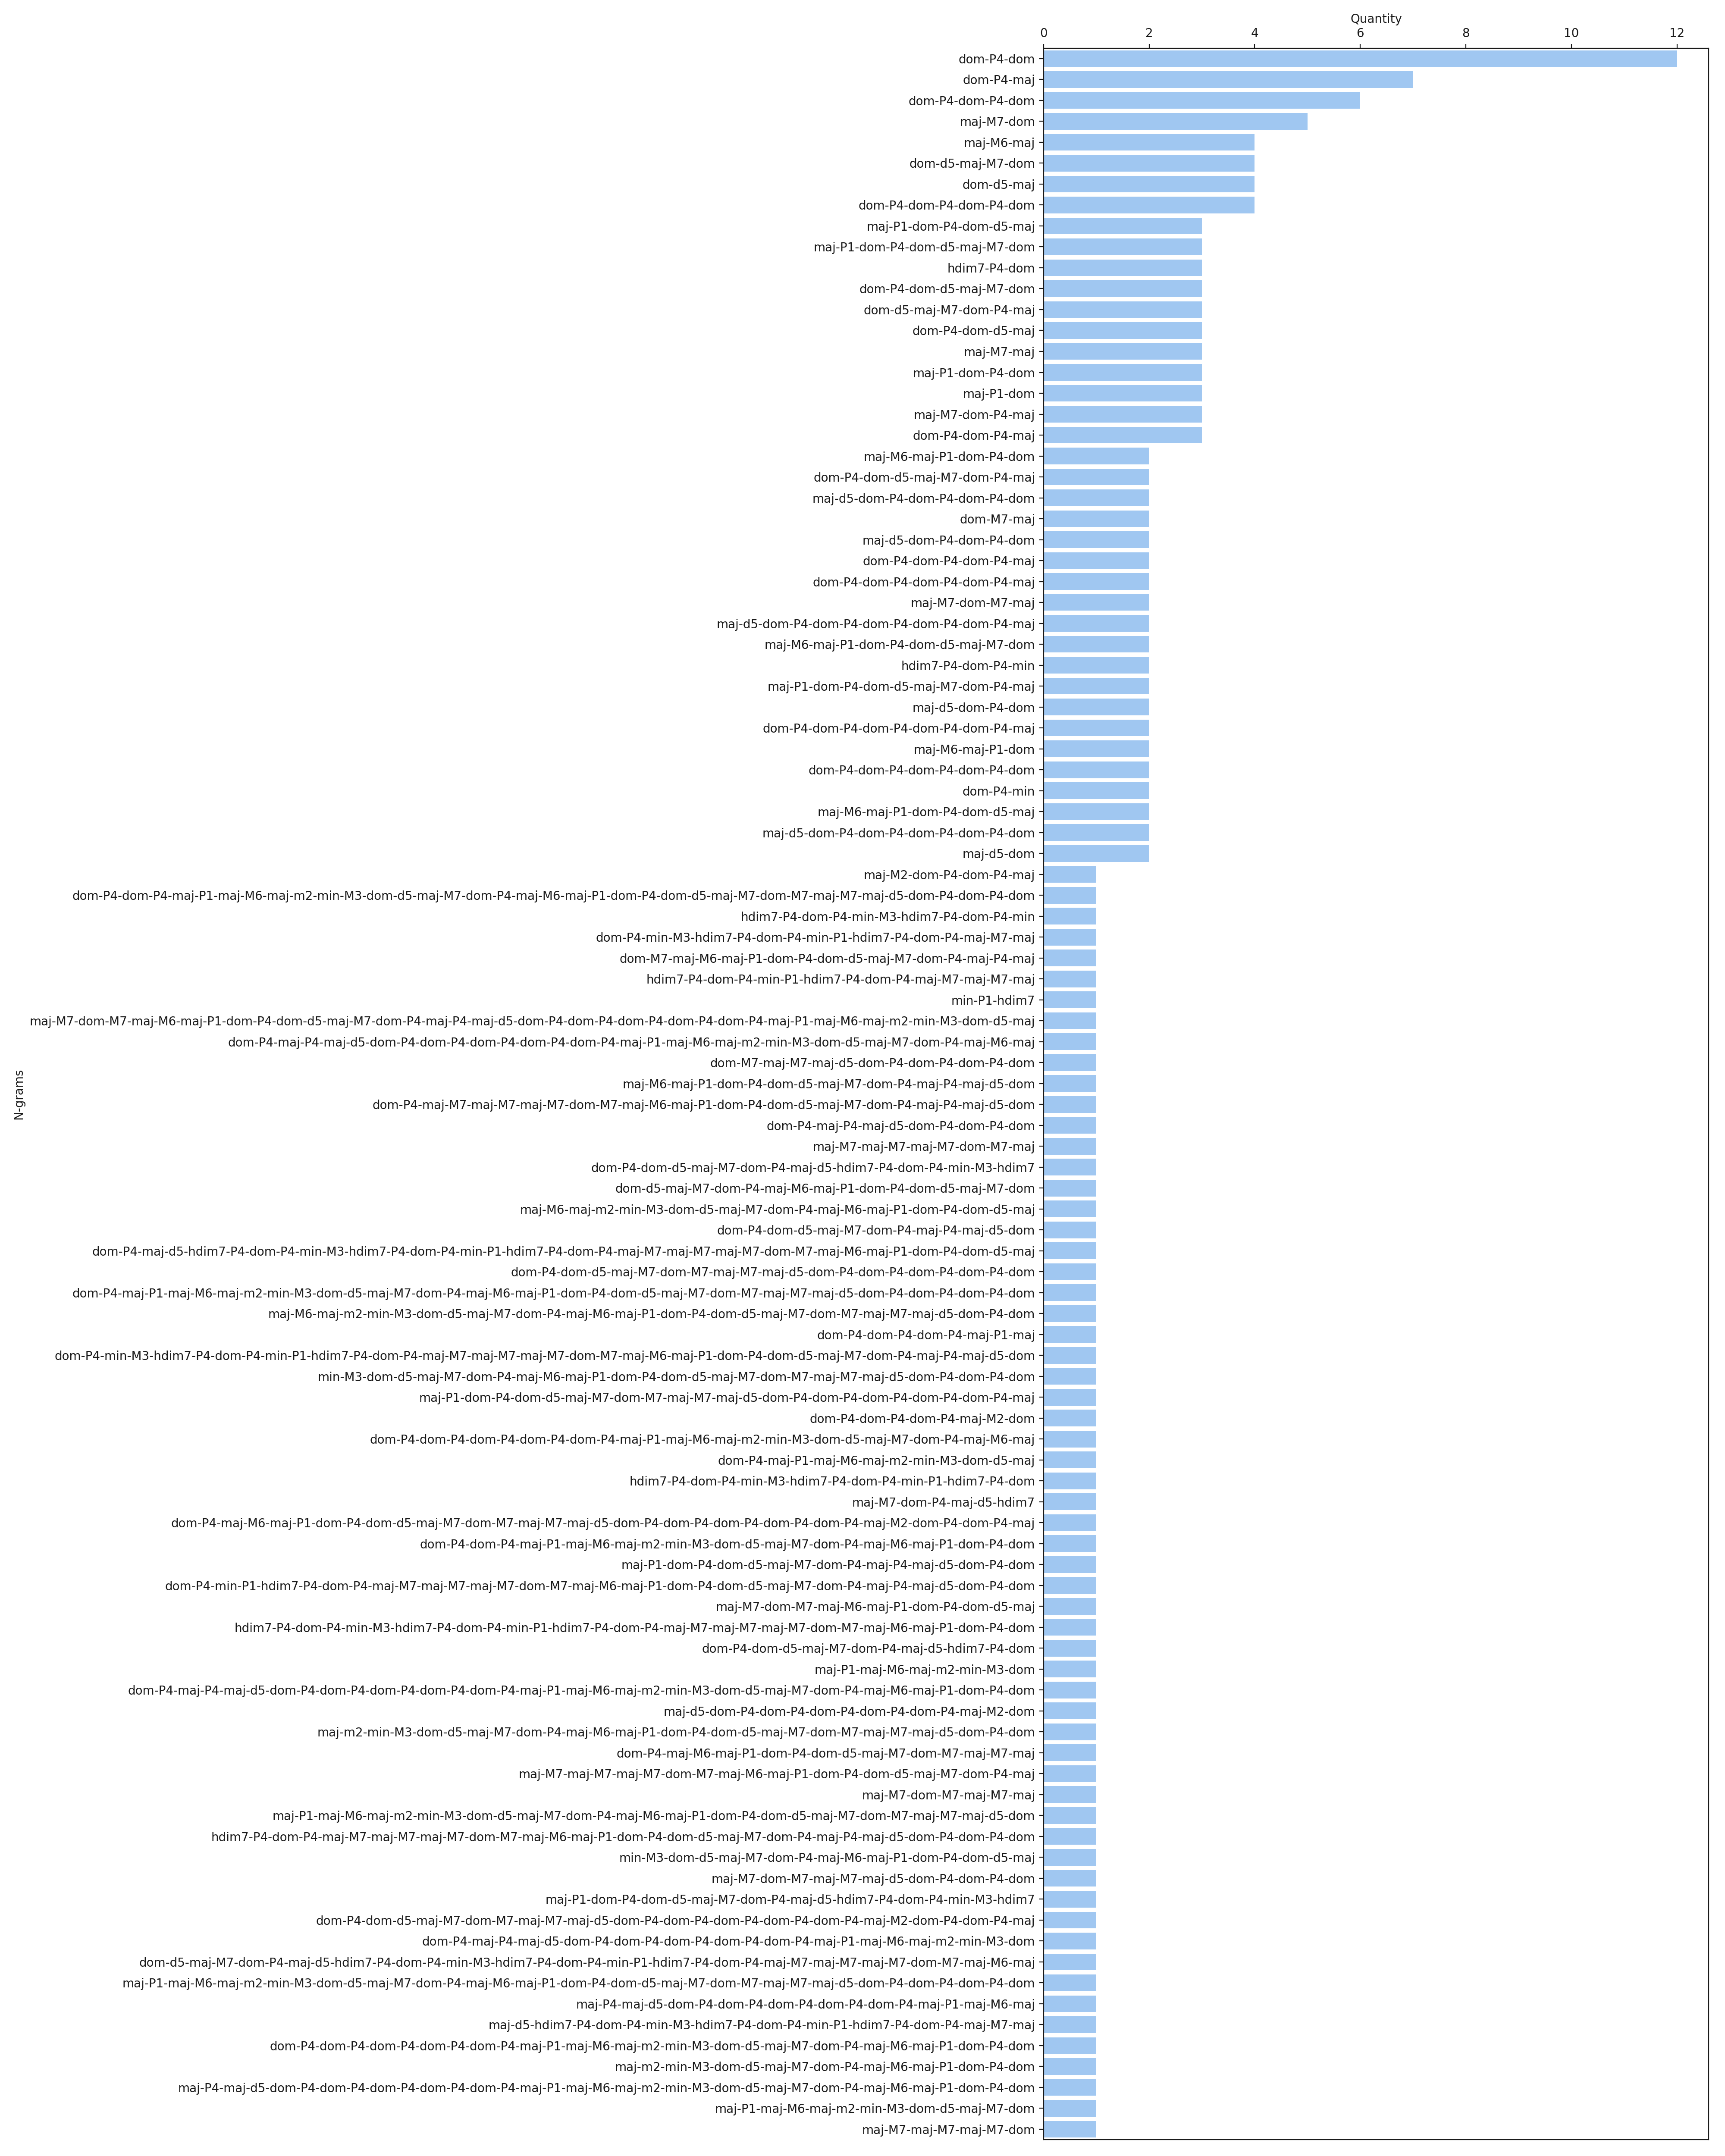 Quantity
0 2 4 6 8 10 12
dom-P4-dom
dom-P4-maj
dom-P4-dom-P4-dom
maj-M7-dom
maj-M6-maj
dom-d5-maj-M7-dom
dom-d5-maj
dom-P4-dom-P4-dom-P4-dom
maj-P1-dom-P4-dom-d5-maj
maj-P1-dom-P4-dom-d5-maj-M7-dom
hdim7-P4-dom
dom-P4-dom-d5-maj-M7-dom
dom-d5-maj-M7-dom-P4-maj
dom-P4-dom-d5-maj
maj-M7-maj
maj-P1-dom-P4-dom
maj-P1-dom
maj-M7-dom-P4-maj
dom-P4-dom-P4-maj
maj-M6-maj-P1-dom-P4-dom
dom-P4-dom-d5-maj-M7-dom-P4-maj
maj-d5-dom-P4-dom-P4-dom-P4-dom
dom-M7-maj
maj-d5-dom-P4-dom-P4-dom
dom-P4-dom-P4-dom-P4-maj
dom-P4-dom-P4-dom-P4-dom-P4-maj
maj-M7-dom-M7-maj
maj-d5-dom-P4-dom-P4-dom-P4-dom-P4-dom-P4-maj
maj-M6-maj-P1-dom-P4-dom-d5-maj-M7-dom
hdim7-P4-dom-P4-min
maj-P1-dom-P4-dom-d5-maj-M7-dom-P4-maj
maj-d5-dom-P4-dom
dom-P4-dom-P4-dom-P4-dom-P4-dom-P4-maj
maj-M6-maj-P1-dom
dom-P4-dom-P4-dom-P4-dom-P4-dom
dom-P4-min
maj-M6-maj-P1-dom-P4-dom-d5-maj
maj-d5-dom-P4-dom-P4-dom-P4-dom-P4-dom
maj-d5-dom
maj-M2-dom-P4-dom-P4-maj
dom-P4-dom-P4-maj-P1-maj-M6-maj-m2-min-M3-dom-d5-maj-M7-dom-P4-maj-M6-maj-P1-dom-P4-dom-d5-maj-M7-dom-M7-maj-M7-maj-d5-dom-P4-dom-P4-dom
hdim7-P4-dom-P4-min-M3-hdim7-P4-dom-P4-min
dom-P4-min-M3-hdim7-P4-dom-P4-min-P1-hdim7-P4-dom-P4-maj-M7-maj
dom-M7-maj-M6-maj-P1-dom-P4-dom-d5-maj-M7-dom-P4-maj-P4-maj
hdim7-P4-dom-P4-min-P1-hdim7-P4-dom-P4-maj-M7-maj-M7-maj
min-P1-hdim7
maj-M7-dom-M7-maj-M6-maj-P1-dom-P4-dom-d5-maj-M7-dom-P4-maj-P4-maj-d5-dom-P4-dom-P4-dom-P4-dom-P4-dom-P4-maj-P1-maj-M6-maj-m2-min-M3-dom-d5-maj
dom-P4-maj-P4-maj-d5-dom-P4-dom-P4-dom-P4-dom-P4-dom-P4-maj-P1-maj-M6-maj-m2-min-M3-dom-d5-maj-M7-dom-P4-maj-M6-maj
dom-M7-maj-M7-maj-d5-dom-P4-dom-P4-dom-P4-dom
maj-M6-maj-P1-dom-P4-dom-d5-maj-M7-dom-P4-maj-P4-maj-d5-dom
N-grams
dom-P4-maj-M7-maj-M7-maj-M7-dom-M7-maj-M6-maj-P1-dom-P4-dom-d5-maj-M7-dom-P4-maj-P4-maj-d5-dom
dom-P4-maj-P4-maj-d5-dom-P4-dom-P4-dom
maj-M7-maj-M7-maj-M7-dom-M7-maj
dom-P4-dom-d5-maj-M7-dom-P4-maj-d5-hdim7-P4-dom-P4-min-M3-hdim7
dom-d5-maj-M7-dom-P4-maj-M6-maj-P1-dom-P4-dom-d5-maj-M7-dom
maj-M6-maj-m2-min-M3-dom-d5-maj-M7-dom-P4-maj-M6-maj-P1-dom-P4-dom-d5-maj
dom-P4-dom-d5-maj-M7-dom-P4-maj-P4-maj-d5-dom
dom-P4-maj-d5-hdim7-P4-dom-P4-min-M3-hdim7-P4-dom-P4-min-P1-hdim7-P4-dom-P4-maj-M7-maj-M7-maj-M7-dom-M7-maj-M6-maj-P1-dom-P4-dom-d5-maj
dom-P4-dom-d5-maj-M7-dom-M7-maj-M7-maj-d5-dom-P4-dom-P4-dom-P4-dom-P4-dom
dom-P4-maj-P1-maj-M6-maj-m2-min-M3-dom-d5-maj-M7-dom-P4-maj-M6-maj-P1-dom-P4-dom-d5-maj-M7-dom-M7-maj-M7-maj-d5-dom-P4-dom-P4-dom-P4-dom
maj-M6-maj-m2-min-M3-dom-d5-maj-M7-dom-P4-maj-M6-maj-P1-dom-P4-dom-d5-maj-M7-dom-M7-maj-M7-maj-d5-dom-P4-dom
dom-P4-dom-P4-dom-P4-maj-P1-maj
dom-P4-min-M3-hdim7-P4-dom-P4-min-P1-hdim7-P4-dom-P4-maj-M7-maj-M7-maj-M7-dom-M7-maj-M6-maj-P1-dom-P4-dom-d5-maj-M7-dom-P4-maj-P4-maj-d5-dom
min-M3-dom-d5-maj-M7-dom-P4-maj-M6-maj-P1-dom-P4-dom-d5-maj-M7-dom-M7-maj-M7-maj-d5-dom-P4-dom-P4-dom
maj-P1-dom-P4-dom-d5-maj-M7-dom-M7-maj-M7-maj-d5-dom-P4-dom-P4-dom-P4-dom-P4-dom-P4-maj
dom-P4-dom-P4-dom-P4-maj-M2-dom
dom-P4-dom-P4-dom-P4-dom-P4-dom-P4-maj-P1-maj-M6-maj-m2-min-M3-dom-d5-maj-M7-dom-P4-maj-M6-maj
dom-P4-maj-P1-maj-M6-maj-m2-min-M3-dom-d5-maj
hdim7-P4-dom-P4-min-M3-hdim7-P4-dom-P4-min-P1-hdim7-P4-dom
maj-M7-dom-P4-maj-d5-hdim7
dom-P4-maj-M6-maj-P1-dom-P4-dom-d5-maj-M7-dom-M7-maj-M7-maj-d5-dom-P4-dom-P4-dom-P4-dom-P4-dom-P4-maj-M2-dom-P4-dom-P4-maj
dom-P4-dom-P4-maj-P1-maj-M6-maj-m2-min-M3-dom-d5-maj-M7-dom-P4-maj-M6-maj-P1-dom-P4-dom
maj-P1-dom-P4-dom-d5-maj-M7-dom-P4-maj-P4-maj-d5-dom-P4-dom
dom-P4-min-P1-hdim7-P4-dom-P4-maj-M7-maj-M7-maj-M7-dom-M7-maj-M6-maj-P1-dom-P4-dom-d5-maj-M7-dom-P4-maj-P4-maj-d5-dom-P4-dom
maj-M7-dom-M7-maj-M6-maj-P1-dom-P4-dom-d5-maj
hdim7-P4-dom-P4-min-M3-hdim7-P4-dom-P4-min-P1-hdim7-P4-dom-P4-maj-M7-maj-M7-maj-M7-dom-M7-maj-M6-maj-P1-dom-P4-dom
dom-P4-dom-d5-maj-M7-dom-P4-maj-d5-hdim7-P4-dom
maj-P1-maj-M6-maj-m2-min-M3-dom
dom-P4-maj-P4-maj-d5-dom-P4-dom-P4-dom-P4-dom-P4-dom-P4-maj-P1-maj-M6-maj-m2-min-M3-dom-d5-maj-M7-dom-P4-maj-M6-maj-P1-dom-P4-dom
maj-d5-dom-P4-dom-P4-dom-P4-dom-P4-dom-P4-maj-M2-dom
maj-m2-min-M3-dom-d5-maj-M7-dom-P4-maj-M6-maj-P1-dom-P4-dom-d5-maj-M7-dom-M7-maj-M7-maj-d5-dom-P4-dom
dom-P4-maj-M6-maj-P1-dom-P4-dom-d5-maj-M7-dom-M7-maj-M7-maj
maj-M7-maj-M7-maj-M7-dom-M7-maj-M6-maj-P1-dom-P4-dom-d5-maj-M7-dom-P4-maj
maj-M7-dom-M7-maj-M7-maj
maj-P1-maj-M6-maj-m2-min-M3-dom-d5-maj-M7-dom-P4-maj-M6-maj-P1-dom-P4-dom-d5-maj-M7-dom-M7-maj-M7-maj-d5-dom
hdim7-P4-dom-P4-maj-M7-maj-M7-maj-M7-dom-M7-maj-M6-maj-P1-dom-P4-dom-d5-maj-M7-dom-P4-maj-P4-maj-d5-dom-P4-dom-P4-dom
min-M3-dom-d5-maj-M7-dom-P4-maj-M6-maj-P1-dom-P4-dom-d5-maj
maj-M7-dom-M7-maj-M7-maj-d5-dom-P4-dom-P4-dom
maj-P1-dom-P4-dom-d5-maj-M7-dom-P4-maj-d5-hdim7-P4-dom-P4-min-M3-hdim7
dom-P4-dom-d5-maj-M7-dom-M7-maj-M7-maj-d5-dom-P4-dom-P4-dom-P4-dom-P4-dom-P4-maj-M2-dom-P4-dom-P4-maj
dom-P4-maj-P4-maj-d5-dom-P4-dom-P4-dom-P4-dom-P4-dom-P4-maj-P1-maj-M6-maj-m2-min-M3-dom
dom-d5-maj-M7-dom-P4-maj-d5-hdim7-P4-dom-P4-min-M3-hdim7-P4-dom-P4-min-P1-hdim7-P4-dom-P4-maj-M7-maj-M7-maj-M7-dom-M7-maj-M6-maj
maj-P1-maj-M6-maj-m2-min-M3-dom-d5-maj-M7-dom-P4-maj-M6-maj-P1-dom-P4-dom-d5-maj-M7-dom-M7-maj-M7-maj-d5-dom-P4-dom-P4-dom-P4-dom
maj-P4-maj-d5-dom-P4-dom-P4-dom-P4-dom-P4-dom-P4-maj-P1-maj-M6-maj
maj-d5-hdim7-P4-dom-P4-min-M3-hdim7-P4-dom-P4-min-P1-hdim7-P4-dom-P4-maj-M7-maj
dom-P4-dom-P4-dom-P4-dom-P4-dom-P4-maj-P1-maj-M6-maj-m2-min-M3-dom-d5-maj-M7-dom-P4-maj-M6-maj-P1-dom-P4-dom
maj-m2-min-M3-dom-d5-maj-M7-dom-P4-maj-M6-maj-P1-dom-P4-dom
maj-P4-maj-d5-dom-P4-dom-P4-dom-P4-dom-P4-dom-P4-maj-P1-maj-M6-maj-m2-min-M3-dom-d5-maj-M7-dom-P4-maj-M6-maj-P1-dom-P4-dom
maj-P1-maj-M6-maj-m2-min-M3-dom-d5-maj-M7-dom
maj-M7-maj-M7-maj-M7-dom